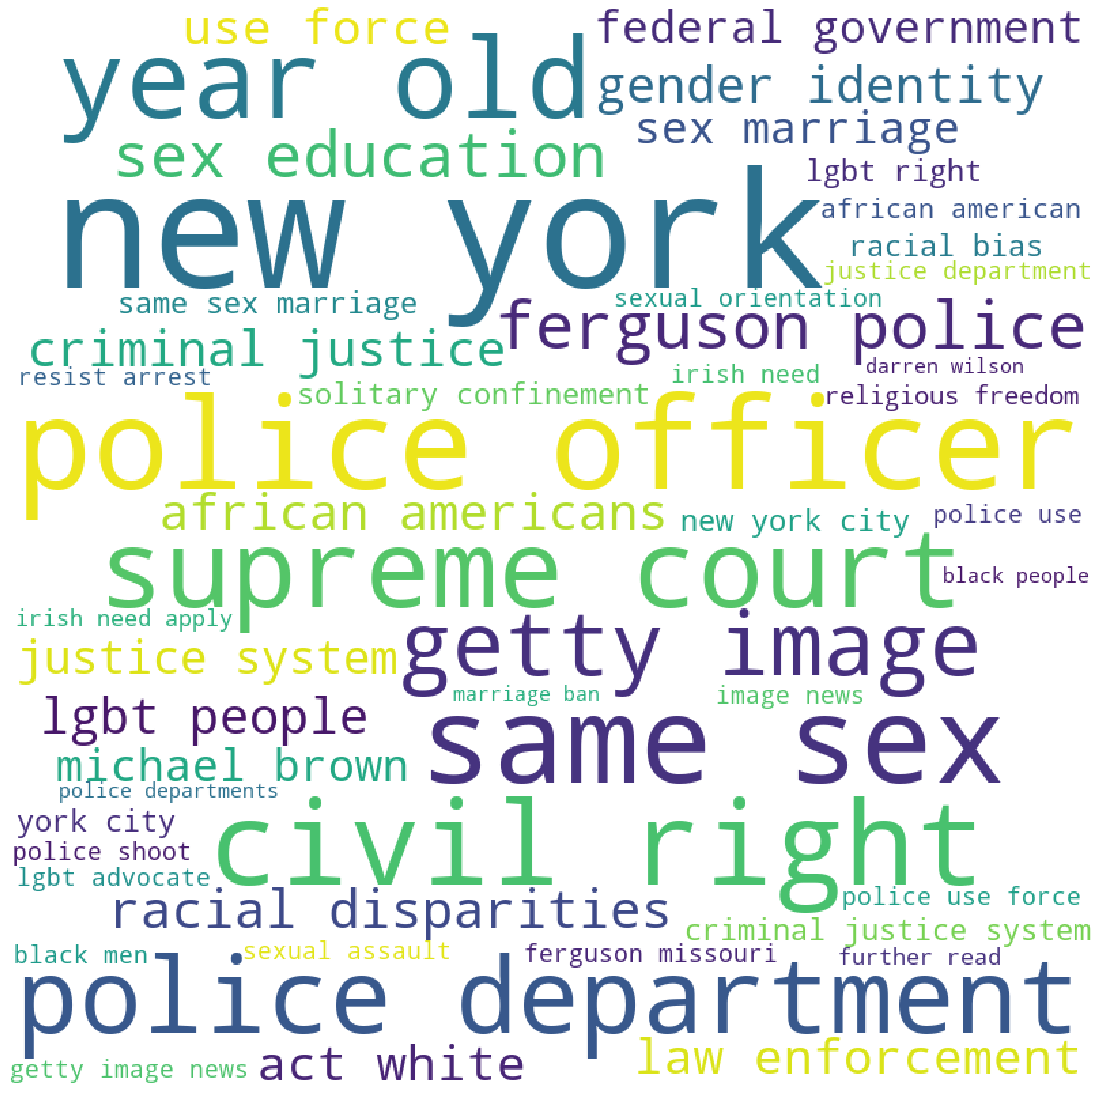 use force
federal government
year old
gender identity
sex education
sex marriage
new york
lgbt right
african american
racial bias
justice department
same sex marriage
sexual orientation
criminal justice
ferguson police
resist arrest
solitary confinement
irish need
darren wilson
religious freedom
police officer
african americans
new york city
police use
supreme court
black people
irish need apply
justice system
getty image
lgbt people
marriage ban
image news
same sex
michael brown
police departments
york city
civil right
police shoot
lgbt advocate
racial disparities
police use force
criminal justice system
black men
sexual assault
ferguson missouri
further read
police department
getty image news
act white
law enforcement